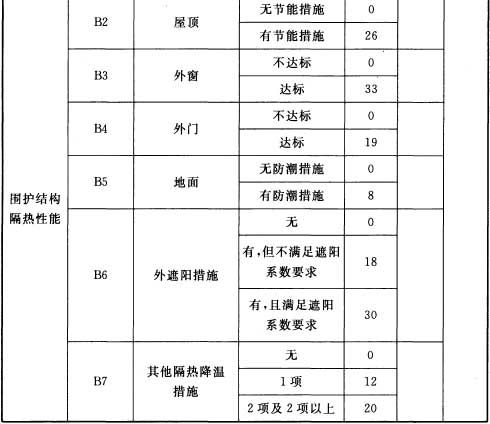 B2 屋顶 无节能措施 0
有节能措施 26
B3 外窗 不达标 0
达标 33
B4 外门 不达标 0
达标 19
B5 地面 无防潮措施 0
有防潮措施 8
围护结构
隔热性能
B6 外遮阳措施 无 0
有,但不满足遮阳
系数要求 18
有,且满足遮阳
系数要求 30
B7 其他隔热降温
措施 无 0
1项 12
2项及2项以上 20